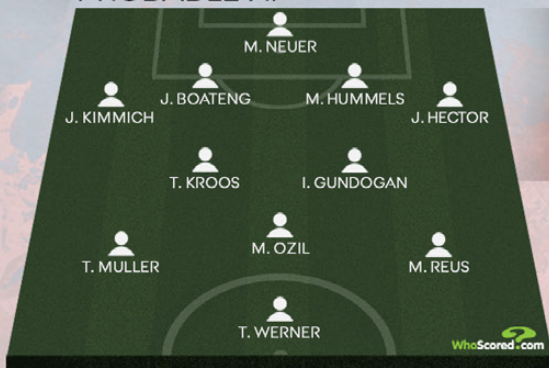 M. NEUER
J. BOATENG
M. HUMMELS
J. KIMMICH
J. HECTOR
T. KROOS
I. GUNDOGAN
M. OZIL
T. MULLER
M. REUS
T. WERNER
WhoScored.com